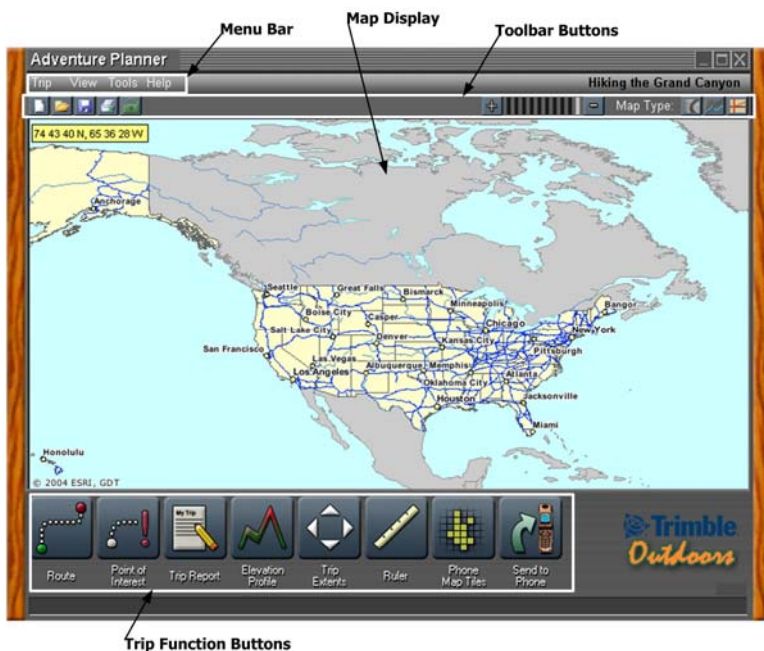 Menu Bar
Map Display
Toolbar Buttons
Adventure Planner
Trip View Tools Help
Hiking the Grand Canyon
Map Type:
74 43 40 N, 65 36 28 W
Anchorage
Seattle
Great Falls
Bismarck
Bangor
Boise City
Casper
Minneapolis
Salt Lake City
Chicago
New York
San Francisco
Denver
Kansas City
Pittsburgh
Las Vegas
Los Angeles
Albuquerque
Memphis
Atlanta
Oklahoma City
Houston
Jacksonville
Miami
Honolulu
© 2004 ESRI, GDT
My Trip
Route
Point of
Interest
Trip Report
Elevation
Profile
Trip
Extents
Ruler
Phone
Map Tiles
Send to
Phone
Trimble
Outdoors
Trip Function Buttons